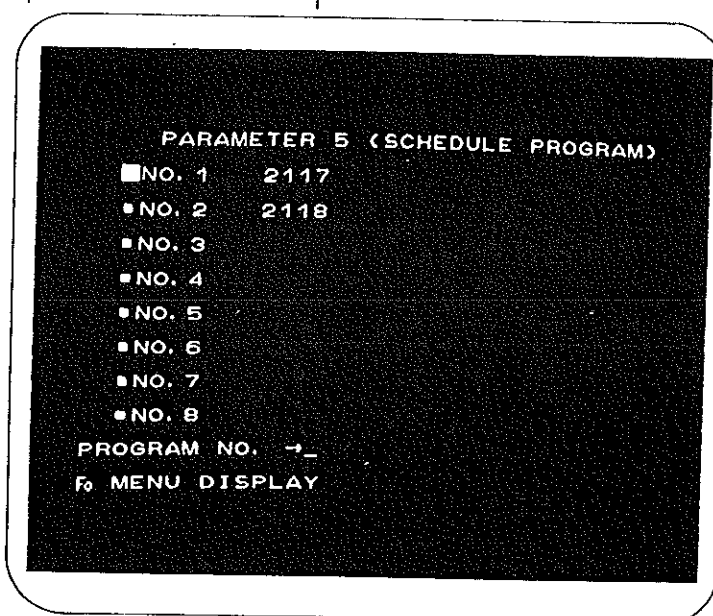 PARAMETER 5 (SCHEDULE PROGRAM)
■NO. 1 2117
▪NO. 2 2118
▪NO. 3
▪NO. 4
▪NO. 5
▪NO. 6
▪NO. 7
▪NO. 8
PROGRAM NO. →_
F₀ MENU DISPLAY